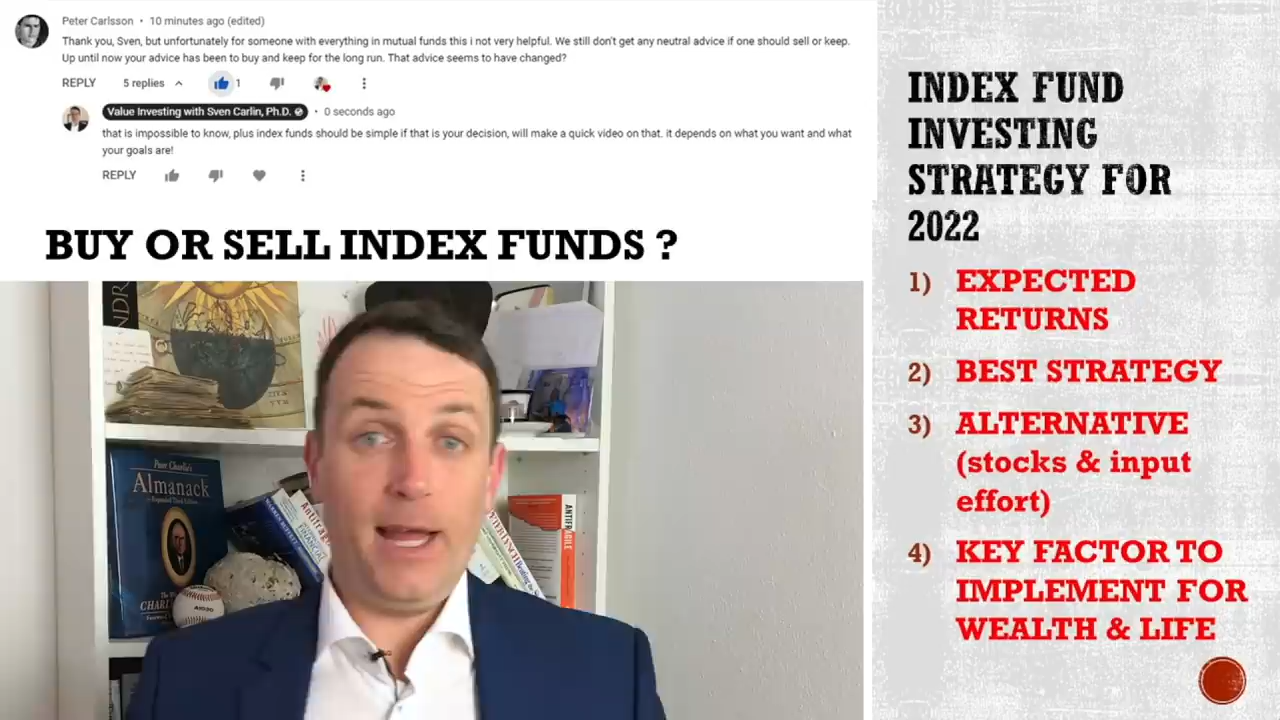 Peter Carlsson • 10 minutes ago (edited)
Thank you, Sven, but unfortunately for someone with everything in mutual funds this i not very helpful. We still don't get any neutral advice if one should sell or keep.
Up until now your advice has been to buy and keep for the long run. That advice seems to have changed?
REPLY 5 replies 1
Value Investing with Sven Carlin, Ph.D. • 0 seconds ago
that is impossible to know, plus index funds should be simple if that is your decision, will make a quick video on that. it depends on what you want and what
your goals are!
REPLY
BUY OR SELL INDEX FUNDS ?
INDEX FUND
INVESTING
STRATEGY FOR
2022
1) EXPECTED
RETURNS
2) BEST STRATEGY
3) ALTERNATIVE
(stocks & input
effort)
4) KEY FACTOR TO
IMPLEMENT FOR
WEALTH & LIFE
Almanack
ANTIFRAGILE